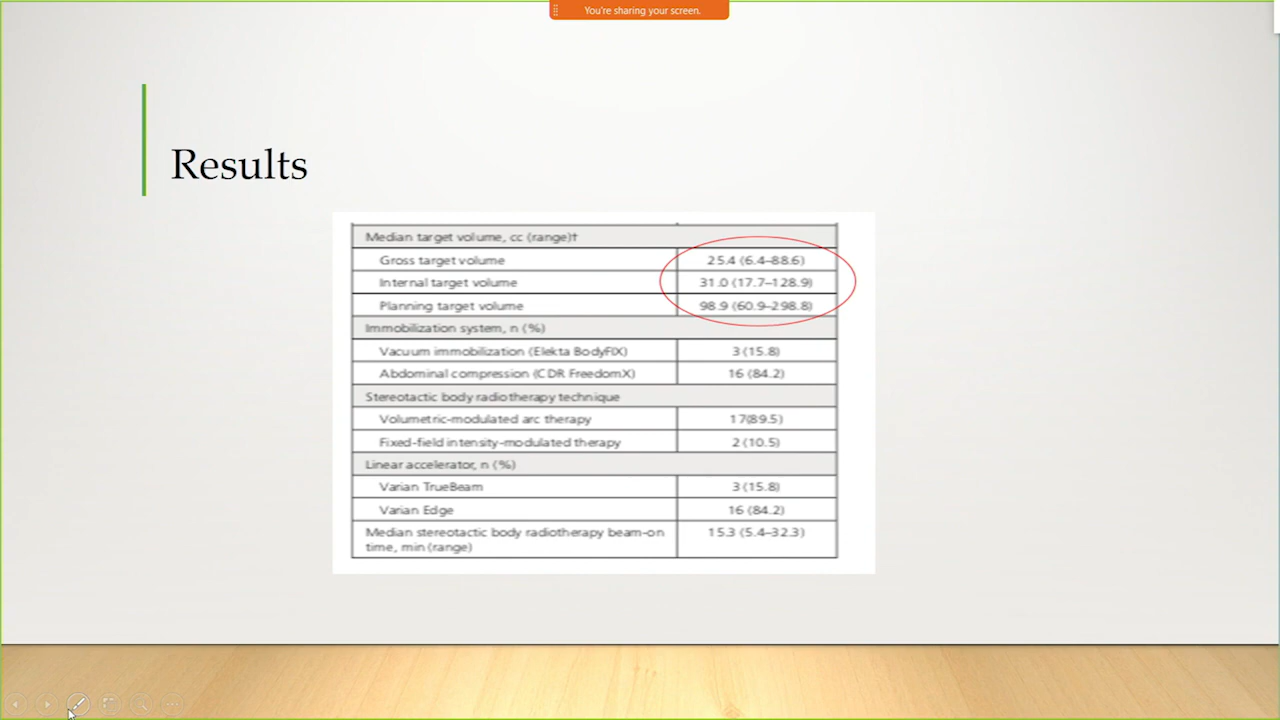 You're sharing your screen.
Results
Median target volume, cc (range)†
Gross target volume 25.4 (6.4–88.6)
Internal target volume 31.0 (17.7–128.9)
Planning target volume 98.9 (60.9–298.8)
Immobilization system, n (%)
Vacuum immobilization (Elekta BodyFIX) 3 (15.8)
Abdominal compression (CDR FreedomX) 16 (84.2)
Stereotactic body radiotherapy technique
Volumetric-modulated arc therapy 17(89.5)
Fixed-field intensity-modulated therapy 2 (10.5)
Linear accelerator, n (%)
Varian TrueBeam 3 (15.8)
Varian Edge 16 (84.2)
Median stereotactic body radiotherapy beam-on 15.3 (5.4–32.3)
time, min (range)